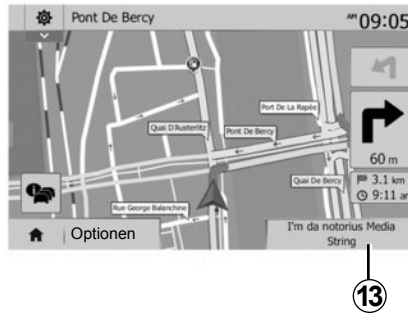 Pont De Bercy
AM 09:05
Port De La Rapée
Quai D'Austerlitz
Pont De Bercy
60 m
Quai De Bercy
3.1 km
9:11 am
Rue George Balanchine
Optionen
I'm da notorius Media
String
13